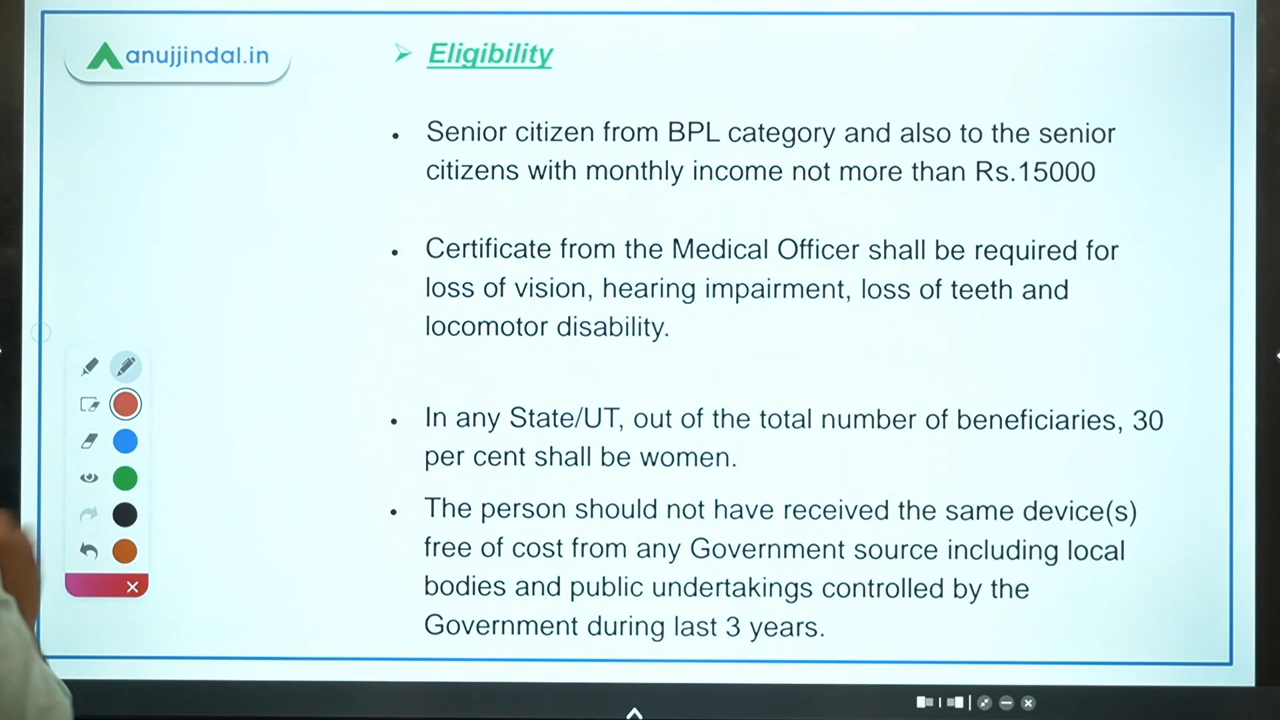 anujjindal.in
Eligibility
Senior citizen from BPL category and also to the senior
citizens with monthly income not more than Rs.15000
Certificate from the Medical Officer shall be required for
loss of vision, hearing impairment, loss of teeth and
locomotor disability.
In any State/UT, out of the total number of beneficiaries, 30
per cent shall be women.
The person should not have received the same device(s)
free of cost from any Government source including local
bodies and public undertakings controlled by the
Government during last 3 years.